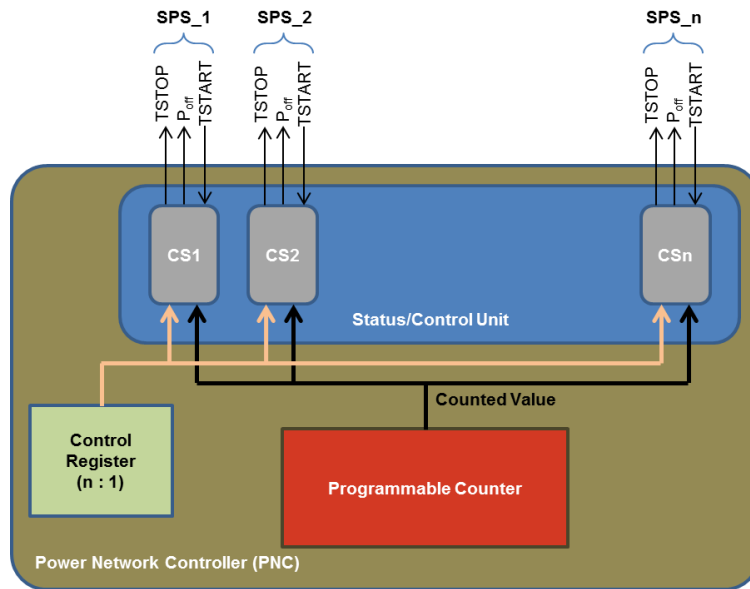 SPS_1
SPS_2
SPS_n
TSTOP
Poff
TSTART
TSTOP
Poff
TSTART
TSTOP
Poff
TSTART
CS1
CS2
CSn
Status/Control Unit
Counted Value
Control
Register
(n : 1)
Programmable Counter
Power Network Controller (PNC)